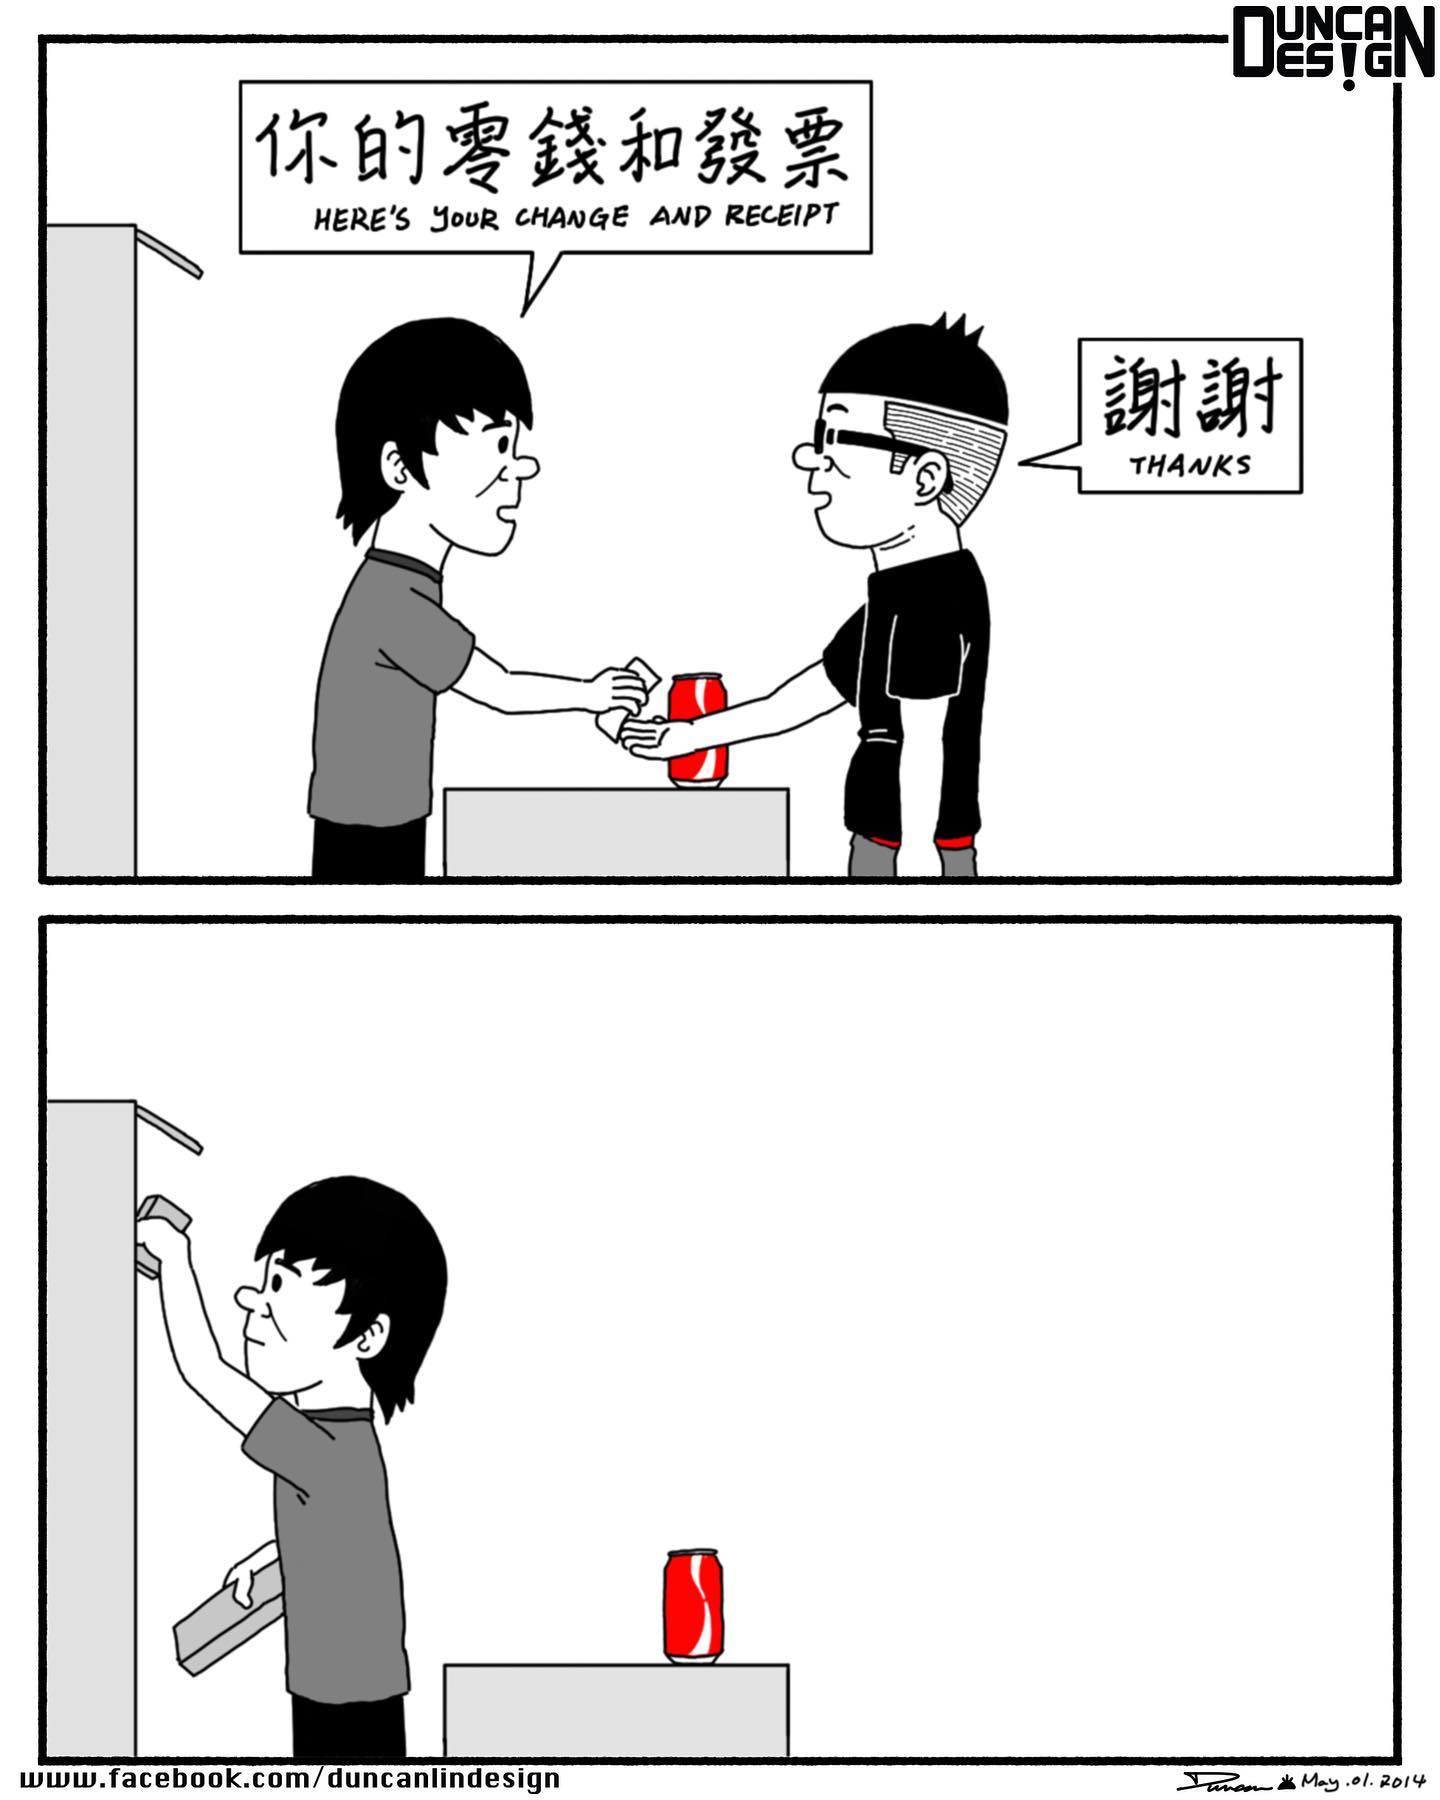 DUNCAN
DES!GN
你的零錢和發票
HERE'S YOUR CHANGE AND RECEIPT
謝謝
THANKS
www.facebook.com/duncanlindesign
Duncan May.01.2014